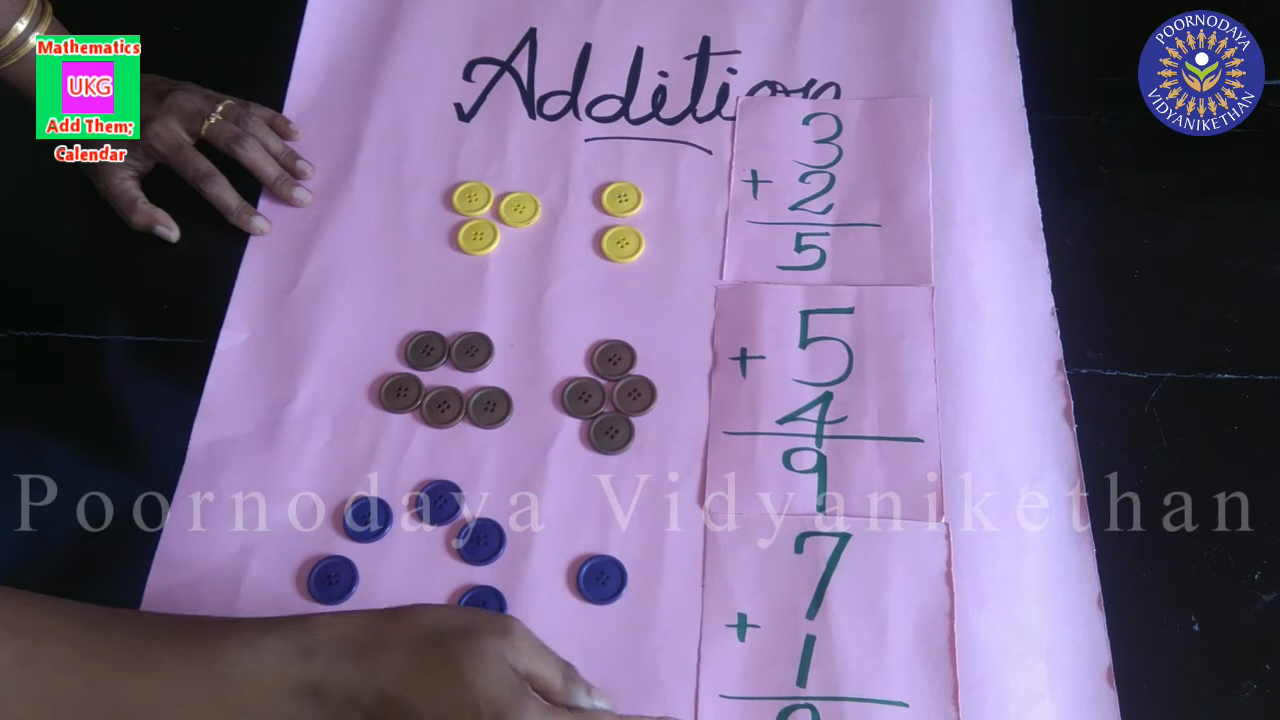 Mathematics
UKG
Add Them;
Calendar
POORNODAYA
VIDYANIKETHAN
Addition
3
+ 2
5
+ 5
4
9
Poornodaya Vidyanikethan
7
+ 1